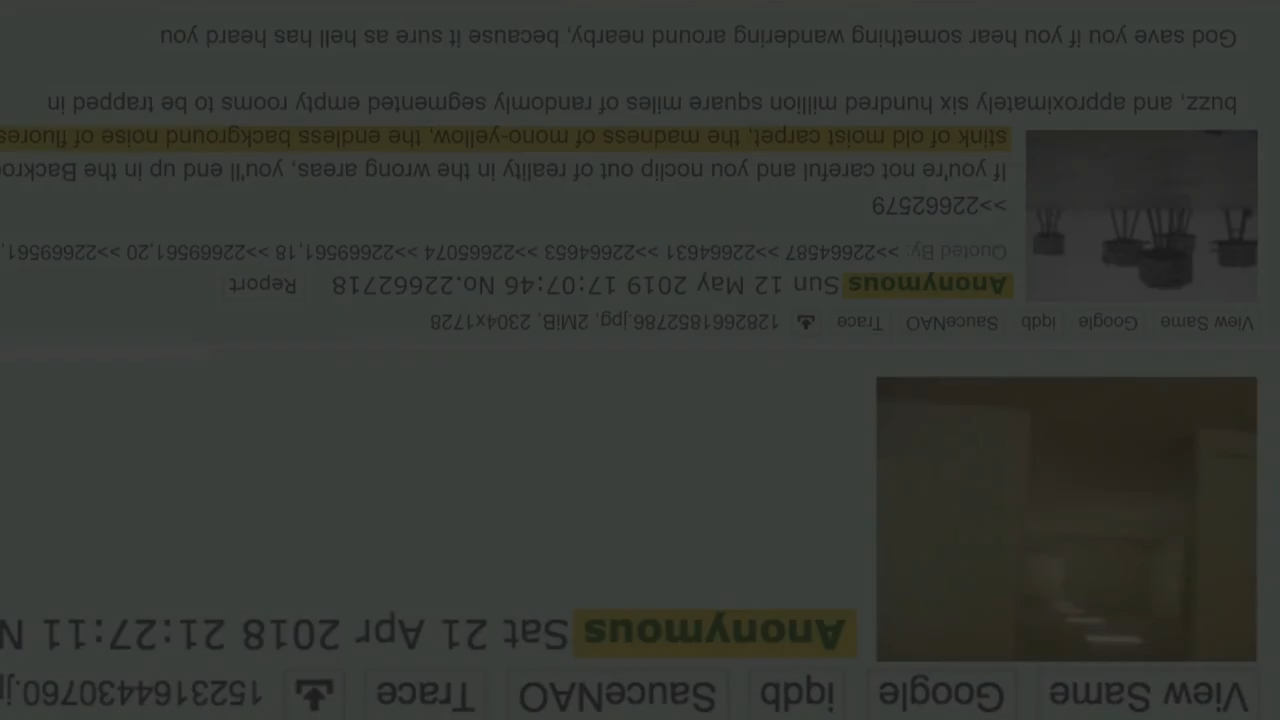 View Same Google iqdb SauceNAO Trace 1523164430760.j
Anonymous Sat 21 Apr 2018 21:27:11 N
View Same Google iqdb SauceNAO Trace 1282661852786.jpg, 2MiB, 2304x1728
Anonymous Sun 12 May 2019 17:07:46 No.22662718 Report
Quoted By: >>22664587 >>22664631 >>22664653 >>22665074 >>22669561,18 >>22669561,20 >>22669561,
>>22662579
If you're not careful and you noclip out of reality in the wrong areas, you'll end up in the Backro
stink of old moist carpet, the madness of mono-yellow, the endless background noise of fluores
buzz, and approximately six hundred million square miles of randomly segmented empty rooms to be trapped in
God save you if you hear something wandering around nearby, because it sure as hell has heard you